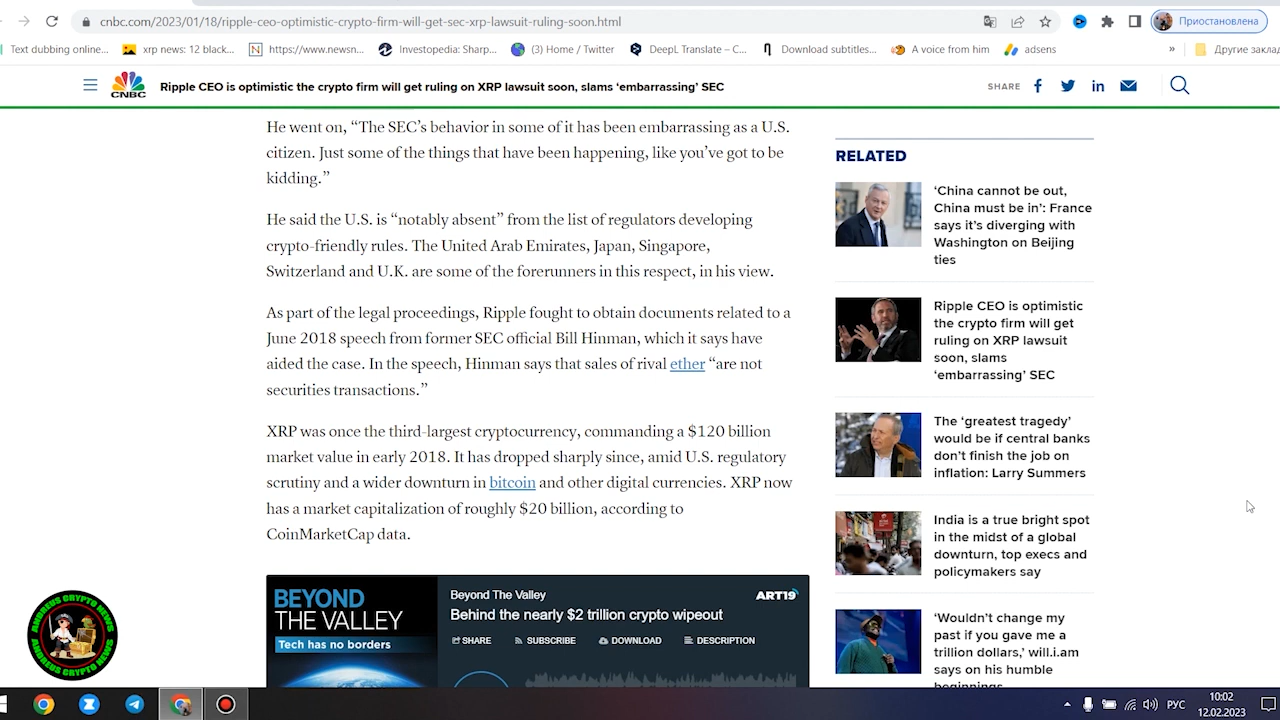 cnbc.com/2023/01/18/ripple-ceo-optimistic-crypto-firm-will-get-sec-xrp-lawsuit-ruling-soon.html
Приостановлена
Text dubbing online...
xrp news: 12 black...
https://www.newsn...
Investopedia: Sharp...
(3) Home / Twitter
DeepL Translate – C...
Download subtitles...
A voice from him
adsens
»
Другие заклад
CNBC
Ripple CEO is optimistic the crypto firm will get ruling on XRP lawsuit soon, slams ‘embarrassing’ SEC
SHARE
He went on, “The SEC’s behavior in some of it has been embarrassing as a U.S.
citizen. Just some of the things that have been happening, like you’ve got to be
kidding.”
He said the U.S. is “notably absent” from the list of regulators developing
crypto-friendly rules. The United Arab Emirates, Japan, Singapore,
Switzerland and U.K. are some of the forerunners in this respect, in his view.
As part of the legal proceedings, Ripple fought to obtain documents related to a
June 2018 speech from former SEC official Bill Hinman, which it says have
aided the case. In the speech, Hinman says that sales of rival ether “are not
securities transactions.”
XRP was once the third-largest cryptocurrency, commanding a $120 billion
market value in early 2018. It has dropped sharply since, amid U.S. regulatory
scrutiny and a wider downturn in bitcoin and other digital currencies. XRP now
has a market capitalization of roughly $20 billion, according to
CoinMarketCap data.
BEYOND
THE VALLEY
Tech has no borders
Beyond The Valley
ART19
Behind the nearly $2 trillion crypto wipeout
SHARE
SUBSCRIBE
DOWNLOAD
DESCRIPTION
RELATED
‘China cannot be out,
China must be in’: France
says it’s diverging with
Washington on Beijing
ties
Ripple CEO is optimistic
the crypto firm will get
ruling on XRP lawsuit
soon, slams
‘embarrassing’ SEC
The ‘greatest tragedy’
would be if central banks
don’t finish the job on
inflation: Larry Summers
India is a true bright spot
in the midst of a global
downturn, top execs and
policymakers say
‘Wouldn’t change my
past if you gave me a
trillion dollars,’ will.i.am
says on his humble
beginnings
ANDREUS CRYPTO NEWS
ANDREUS CRYPTO NEWS
РУС
10:02
12.02.2023